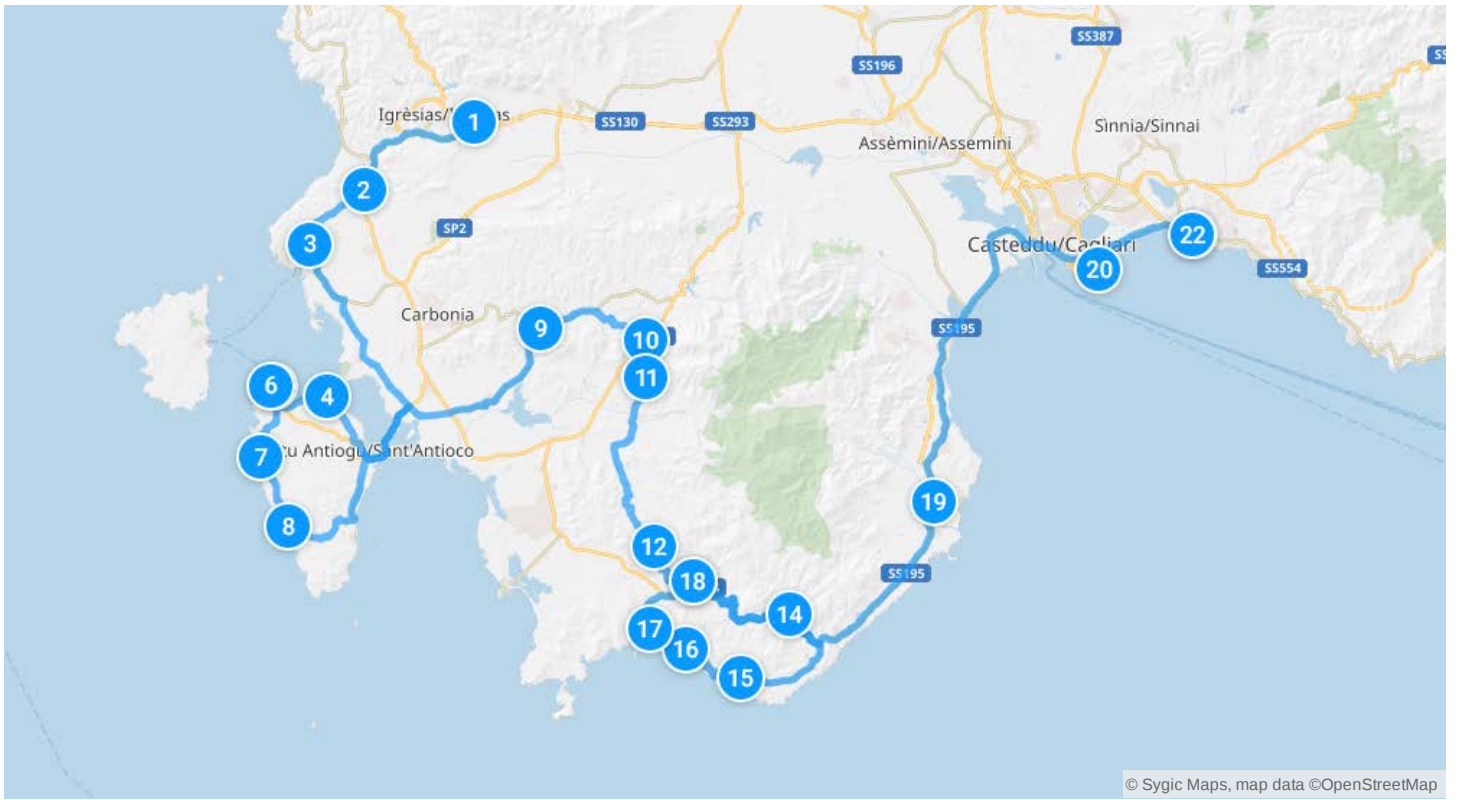 SS387
SS196
Igrèsias/
as
1
SS130
SS293
Assèmini/Assemini
Sìnnia/Sinnai
2
SP2
3
Casteddu/Cagliari
22
20
SS554
Carbonia
9
10
SS195
6
4
11
7
u Antiogu/Sant'Antioco
8
19
12
18
SS195
14
17
16
15
© Sygic Maps, map data ©OpenStreetMap